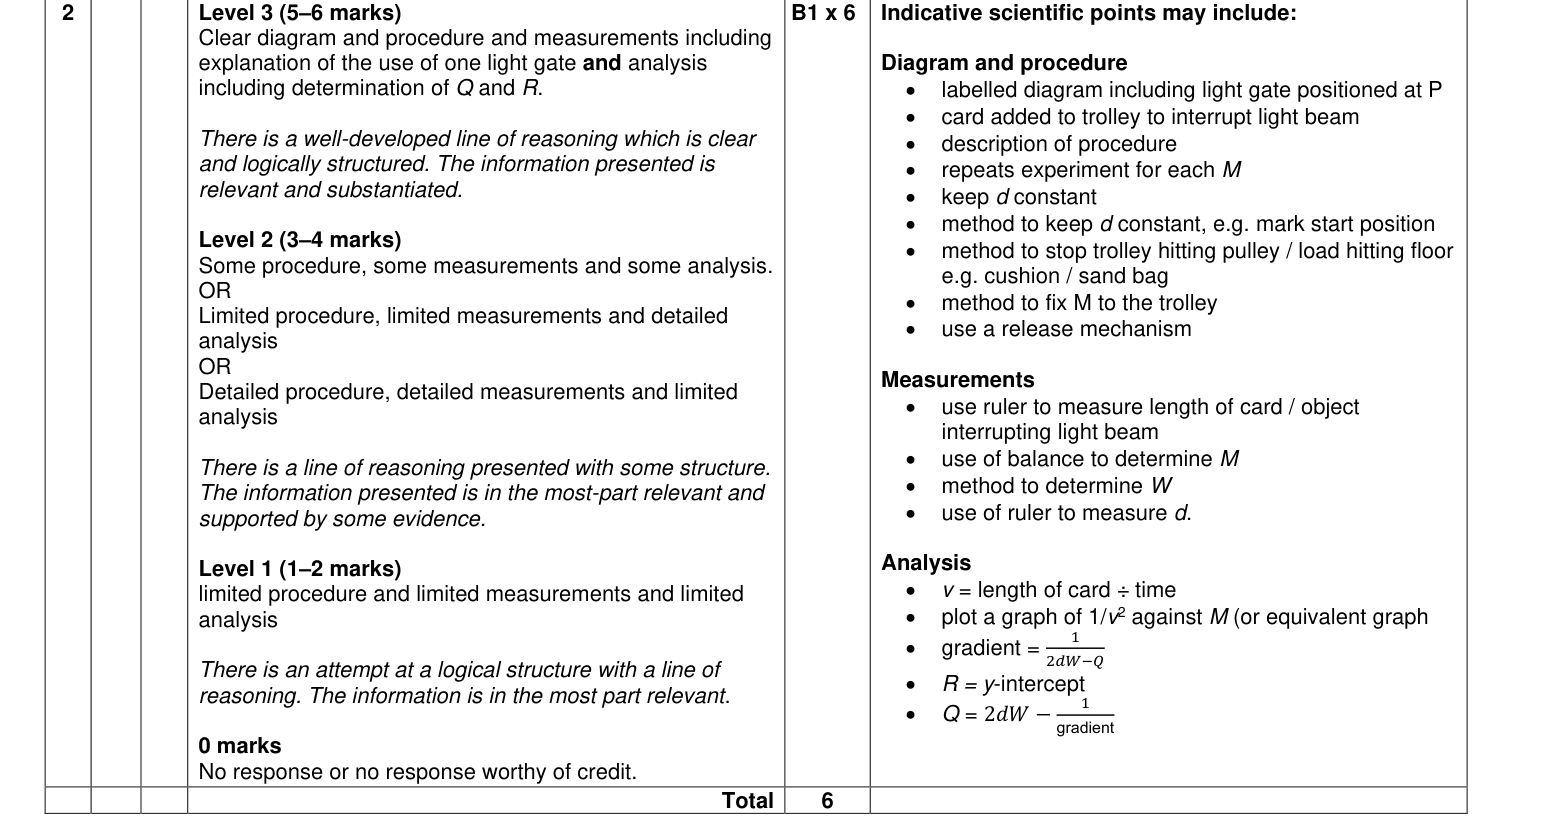 2
Level 3 (5–6 marks)
Clear diagram and procedure and measurements including
explanation of the use of one light gate and analysis
including determination of Q and R.
There is a well-developed line of reasoning which is clear
and logically structured. The information presented is
relevant and substantiated.
Level 2 (3–4 marks)
Some procedure, some measurements and some analysis.
OR
Limited procedure, limited measurements and detailed
analysis
OR
Detailed procedure, detailed measurements and limited
analysis
There is a line of reasoning presented with some structure.
The information presented is in the most-part relevant and
supported by some evidence.
Level 1 (1–2 marks)
limited procedure and limited measurements and limited
analysis
There is an attempt at a logical structure with a line of
reasoning. The information is in the most part relevant.
0 marks
No response or no response worthy of credit.
B1 x 6
Indicative scientific points may include:
Diagram and procedure
• labelled diagram including light gate positioned at P
• card added to trolley to interrupt light beam
• description of procedure
• repeats experiment for each M
• keep d constant
• method to keep d constant, e.g. mark start position
• method to stop trolley hitting pulley / load hitting floor
e.g. cushion / sand bag
• method to fix M to the trolley
• use a release mechanism
Measurements
• use ruler to measure length of card / object
interrupting light beam
• use of balance to determine M
• method to determine W
• use of ruler to measure d.
Analysis
• v = length of card ÷ time
• plot a graph of 1/v² against M (or equivalent graph
• gradient = 1/(2dW−Q)
• R = y-intercept
• Q = 2dW − 1/gradient
Total 6